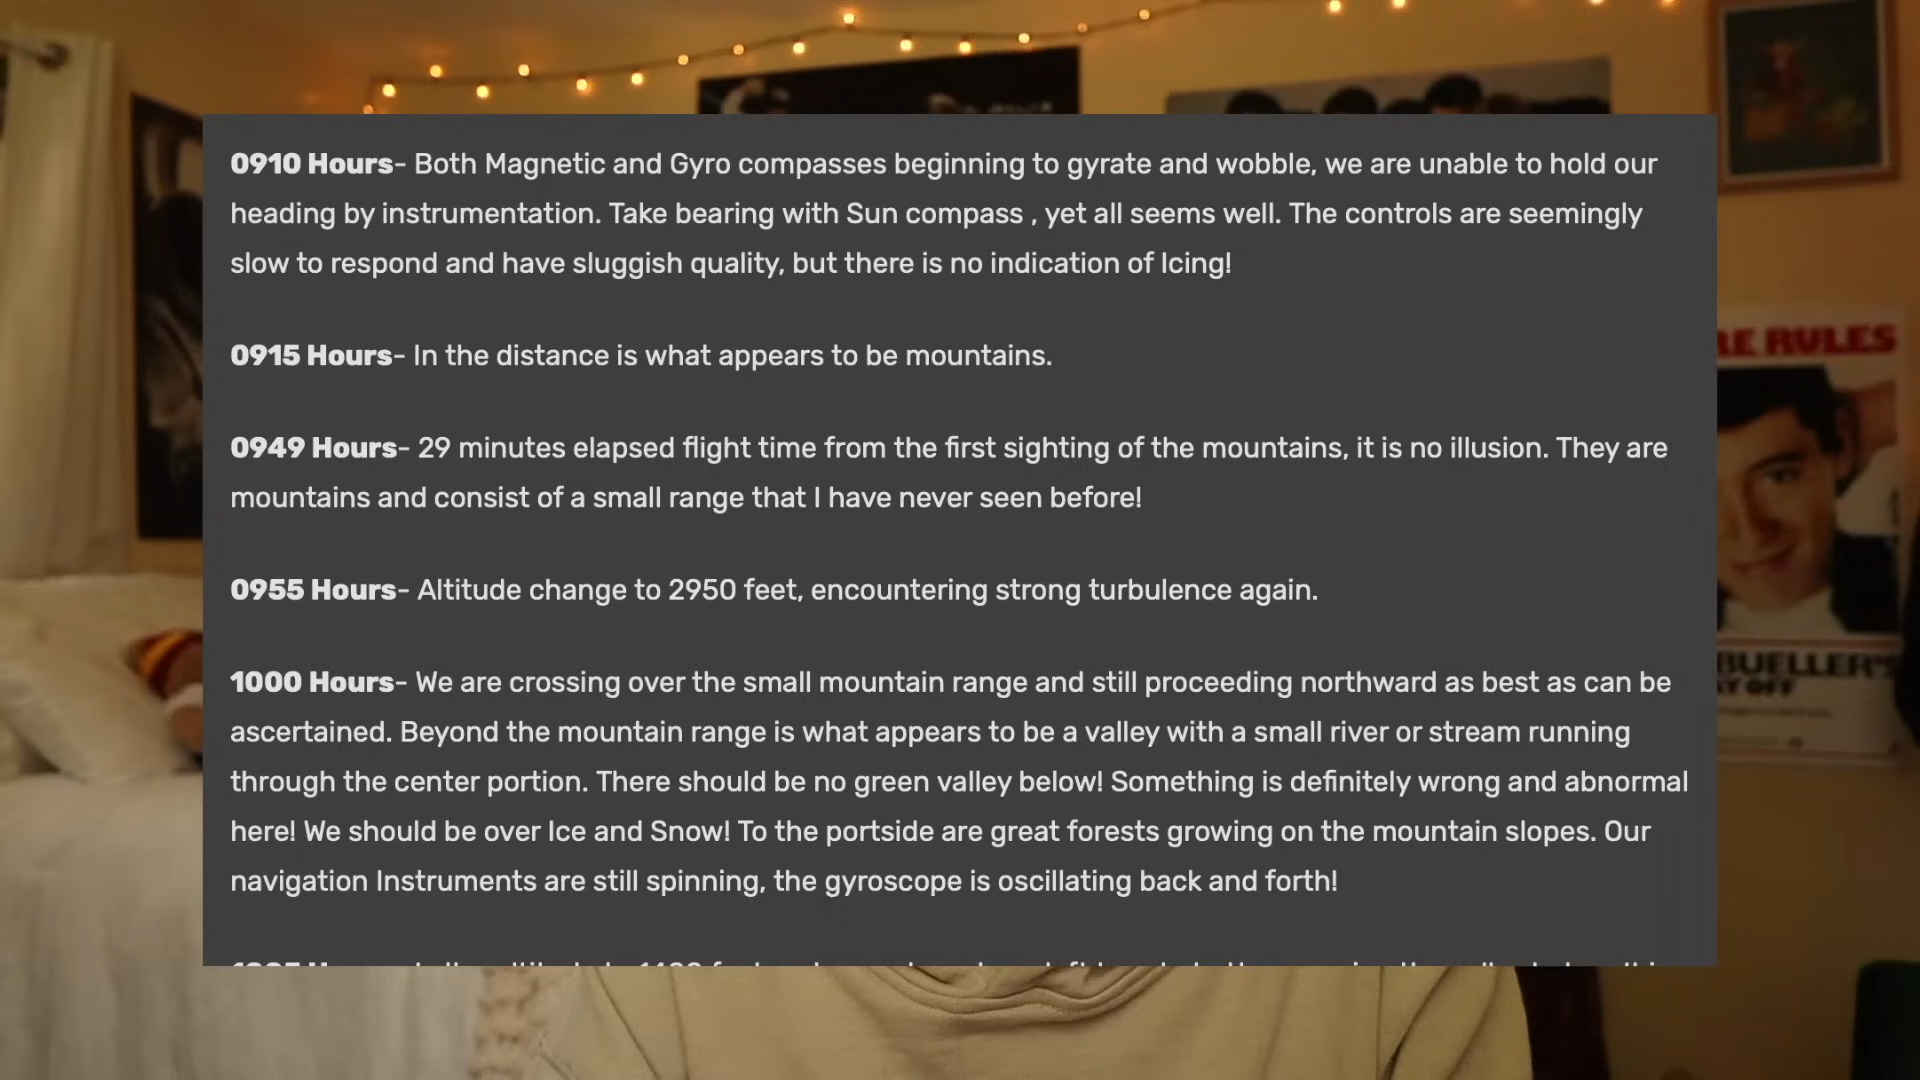 0910 Hours- Both Magnetic and Gyro compasses beginning to gyrate and wobble, we are unable to hold our
heading by instrumentation. Take bearing with Sun compass , yet all seems well. The controls are seemingly
slow to respond and have sluggish quality, but there is no indication of Icing!
0915 Hours- In the distance is what appears to be mountains.
0949 Hours- 29 minutes elapsed flight time from the first sighting of the mountains, it is no illusion. They are
mountains and consist of a small range that I have never seen before!
0955 Hours- Altitude change to 2950 feet, encountering strong turbulence again.
1000 Hours- We are crossing over the small mountain range and still proceeding northward as best as can be
ascertained. Beyond the mountain range is what appears to be a valley with a small river or stream running
through the center portion. There should be no green valley below! Something is definitely wrong and abnormal
here! We should be over Ice and Snow! To the portside are great forests growing on the mountain slopes. Our
navigation Instruments are still spinning, the gyroscope is oscillating back and forth!
RULES
BUELLER'S
OFF